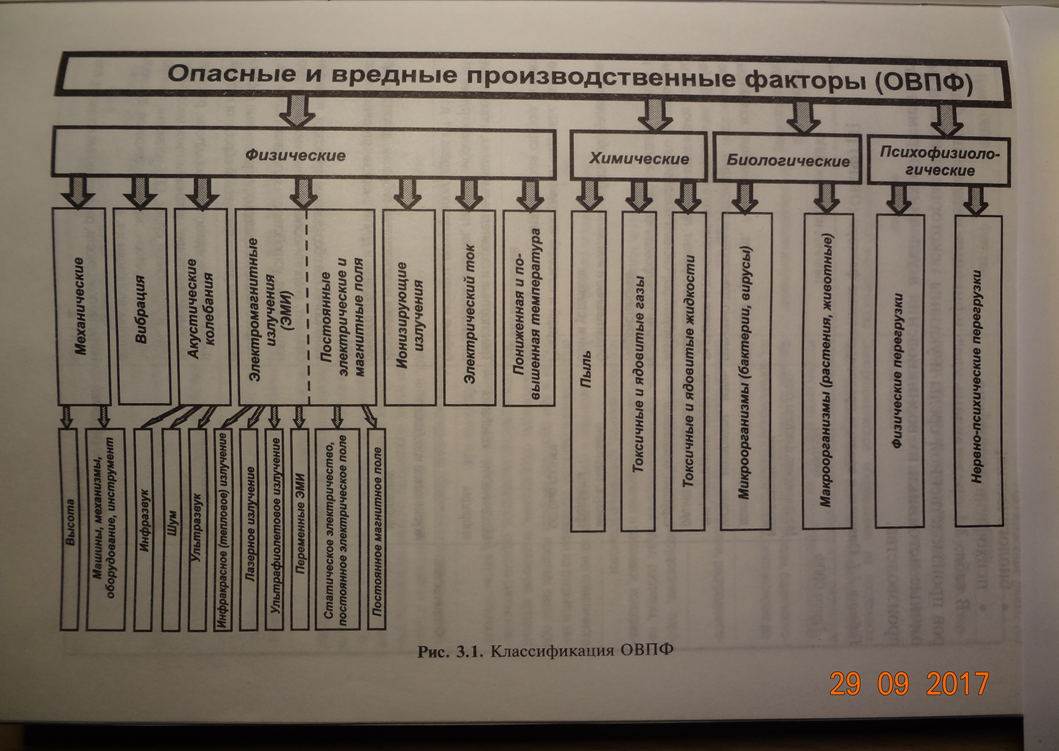 Опасные и вредные производственные факторы (ОВПФ)
Физические
Химические
Биологические
Психофизиоло-
гические
Механические
Вибрация
Акустические
колебания
Электромагнитные
излучения
(ЭМИ)
Постоянные
электрические и
магнитные поля
Ионизирующие
излучения
Электрический ток
Пониженная и по-
вышенная температура
Пыль
Токсичные и ядовитые газы
Токсичные и ядовитые жидкости
Микроорганизмы (бактерии, вирусы)
Макроорганизмы (растения, животные)
Физические перегрузки
Нервно-психические перегрузки
Высота
Машины, механизмы,
оборудование, инструмент
Инфразвук
Шум
Ультразвук
Инфракрасное (тепловое) излучение
Лазерное излучение
Ультрафиолетовое излучение
Переменные ЭМИ
Статическое электричество,
постоянное электрическое поле
Постоянное магнитное поле
Рис. 3.1. Классификация ОВПФ
29 09 2017